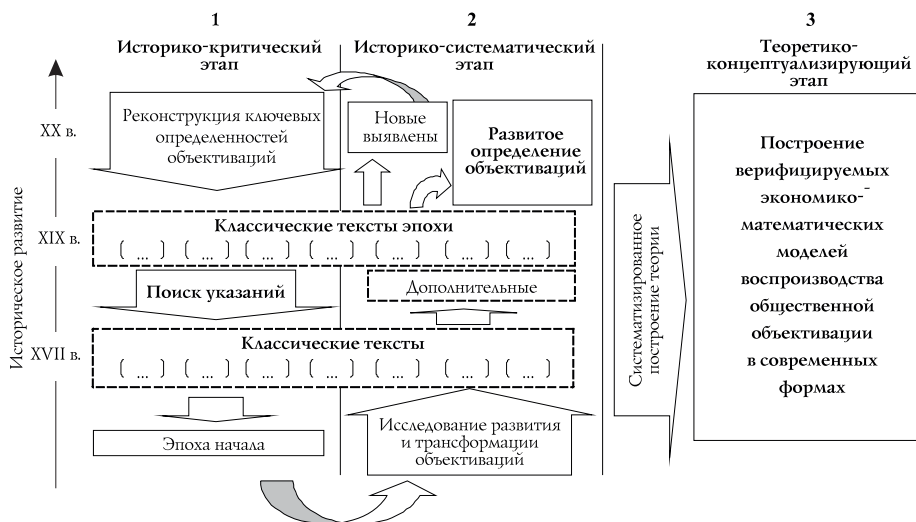 1
Историко-критический
этап
2
Историко-систематический
этап
3
Теоретико-
концептуализирующий
этап
Историческое развитие
XX в.
XIX в.
XVII в.
Реконструкция ключевых
определенностей
объективаций
Новые
выявлены
Развитое
определение
объективаций
Классические тексты эпохи
( ... ) ( ... ) ( ... ) ( ... ) ( ... ) ( ... ) ( ... )
Поиск указаний
Дополнительные
Классические тексты
( ... ) ( ... ) ( ... ) ( ... ) ( ... ) ( ... ) ( ... )
Эпоха начала
Исследование развития
и трансформации
объективаций
Систематизированное
построение теории
Построение
верифицируемых
экономико-
математических
моделей
воспроизводства
общественной
объективации
в современных
формах